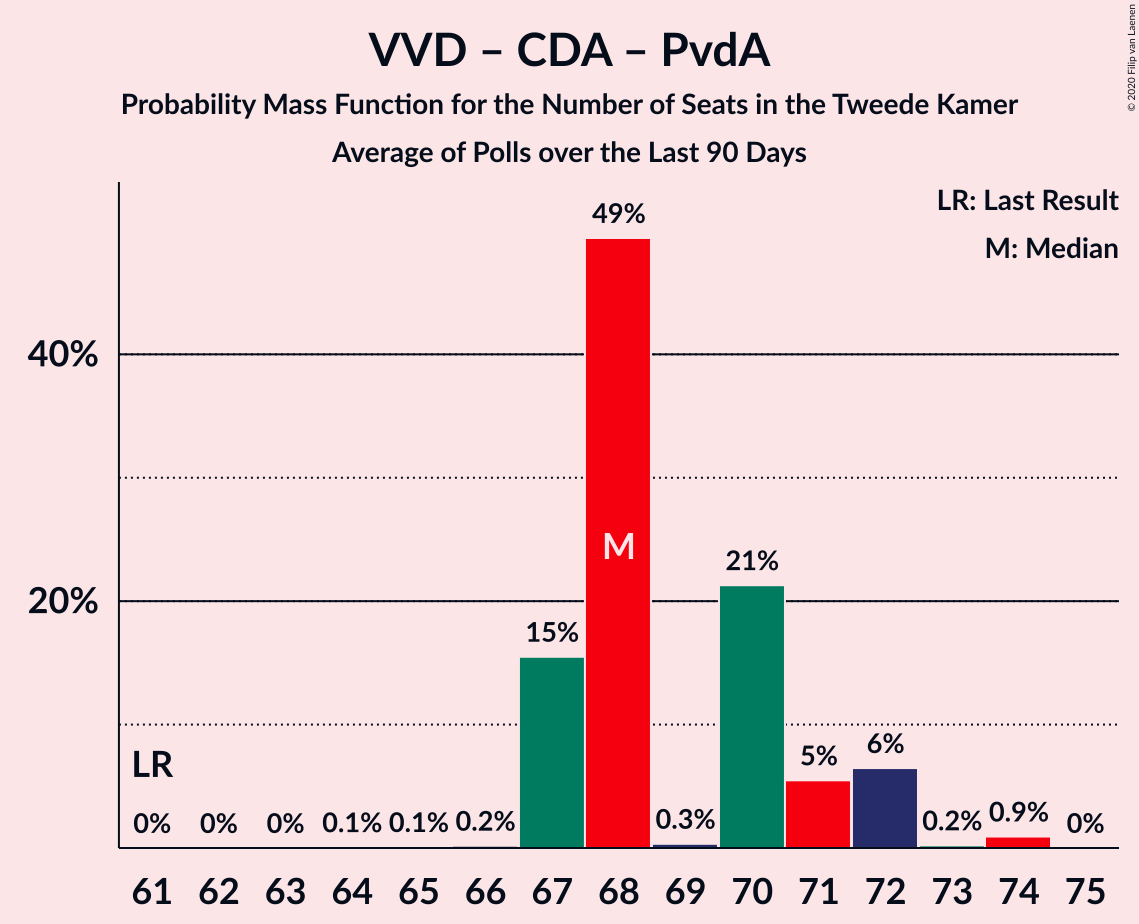 VVD – CDA – PvdA
Probability Mass Function for the Number of Seats in the Tweede Kamer
Average of Polls over the Last 90 Days
© 2020 Filip van Laenen
LR: Last Result
M: Median
49%
40%
M
21%
20%
15%
LR
6%
5%
0% 0% 0% 0.1% 0.1% 0.2% 0.3% 0.2% 0.9% 0%
61 62 63 64 65 66 67 68 69 70 71 72 73 74 75